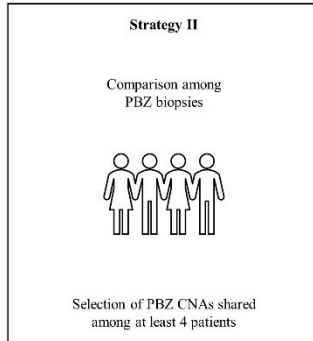 Strategy II
Comparison among
PBZ biopsies
Selection of PBZ CNAs shared
among at least 4 patients